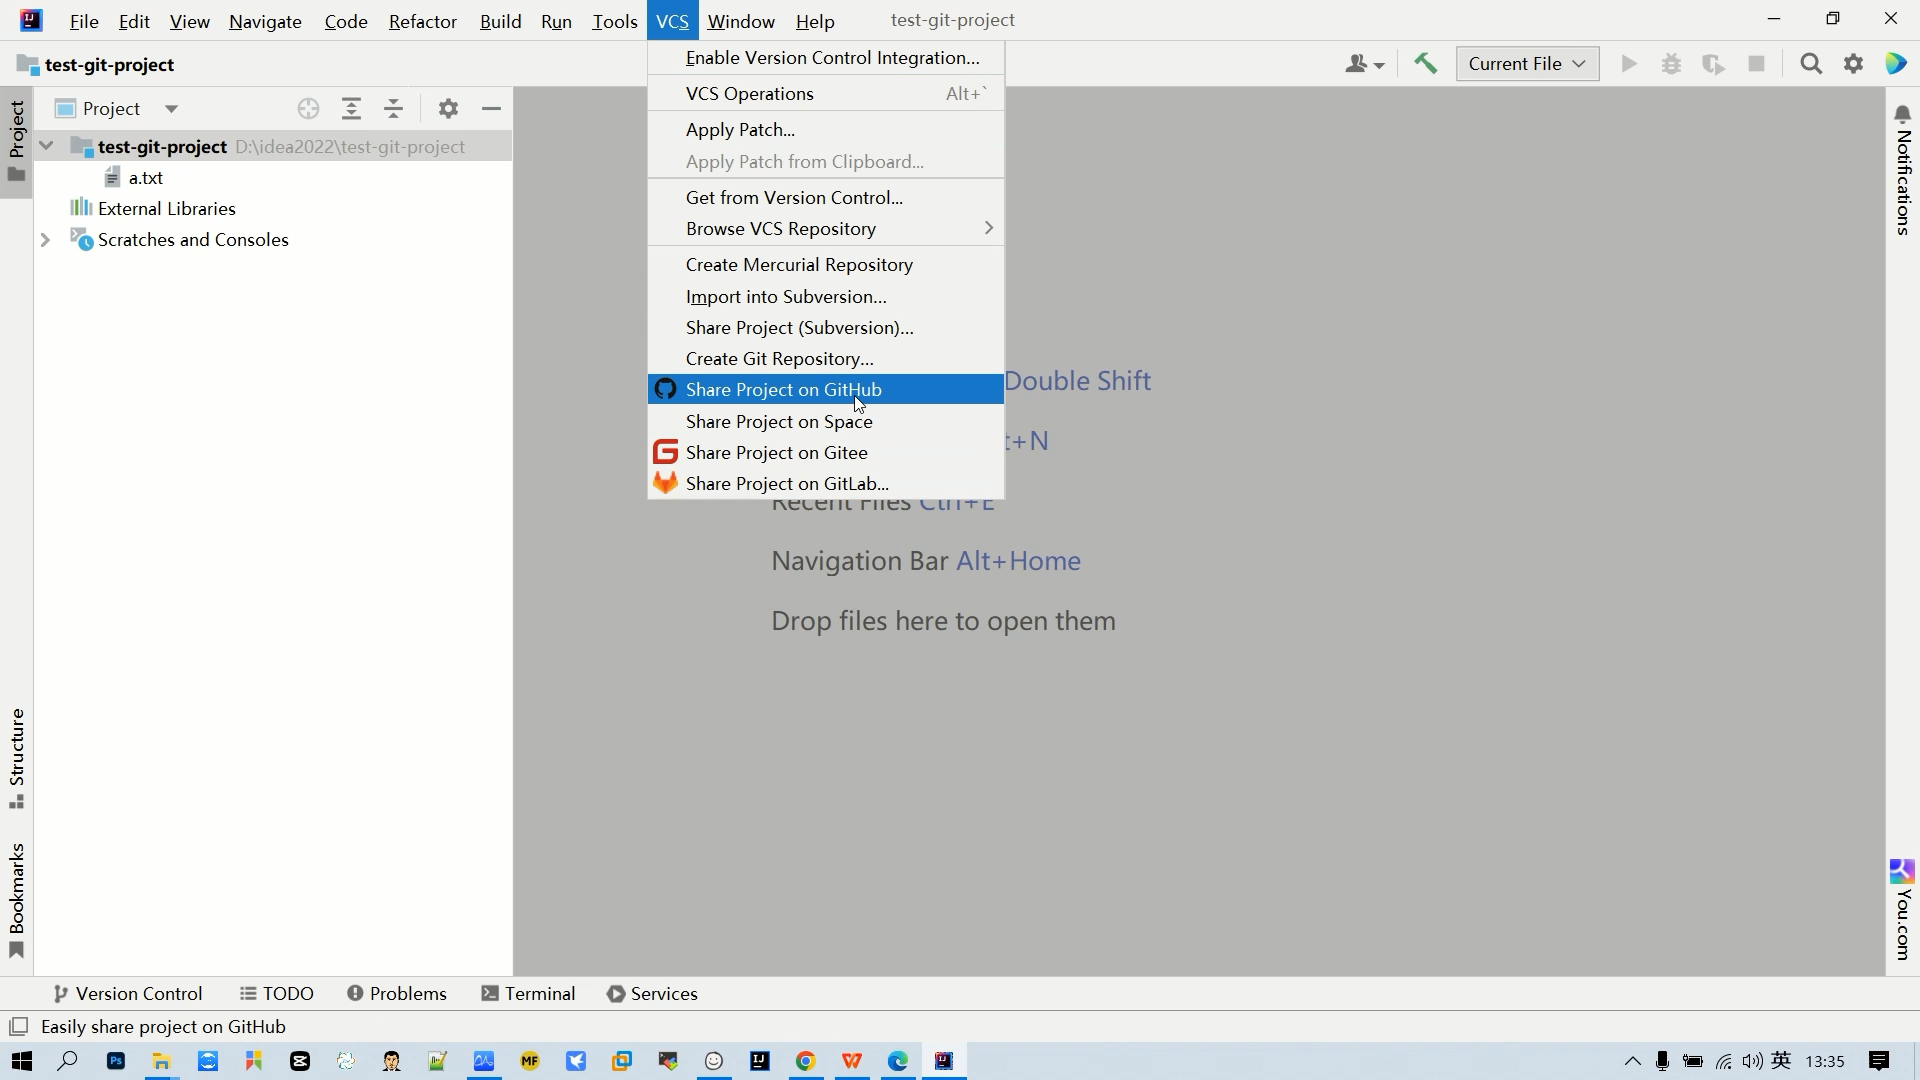 File Edit View Navigate Code Refactor Build Run Tools VCS Window Help test-git-project
test-git-project
Current File
Project
Project
test-git-project D:\idea2022\test-git-project
a.txt
External Libraries
Scratches and Consoles
Enable Version Control Integration...
VCS Operations Alt+`
Apply Patch...
Apply Patch from Clipboard...
Get from Version Control...
Browse VCS Repository
Create Mercurial Repository
Import into Subversion...
Share Project (Subversion)...
Create Git Repository...
Share Project on GitHub
Share Project on Space
Share Project on Gitee
Share Project on GitLab...
Double Shift
t+N
Recent Files Ctrl+E
Navigation Bar Alt+Home
Drop files here to open them
Notifications
You.com
Structure
Bookmarks
Version Control TODO Problems Terminal Services
Easily share project on GitHub
Ps
MF
IJ
IJ
英 13:35